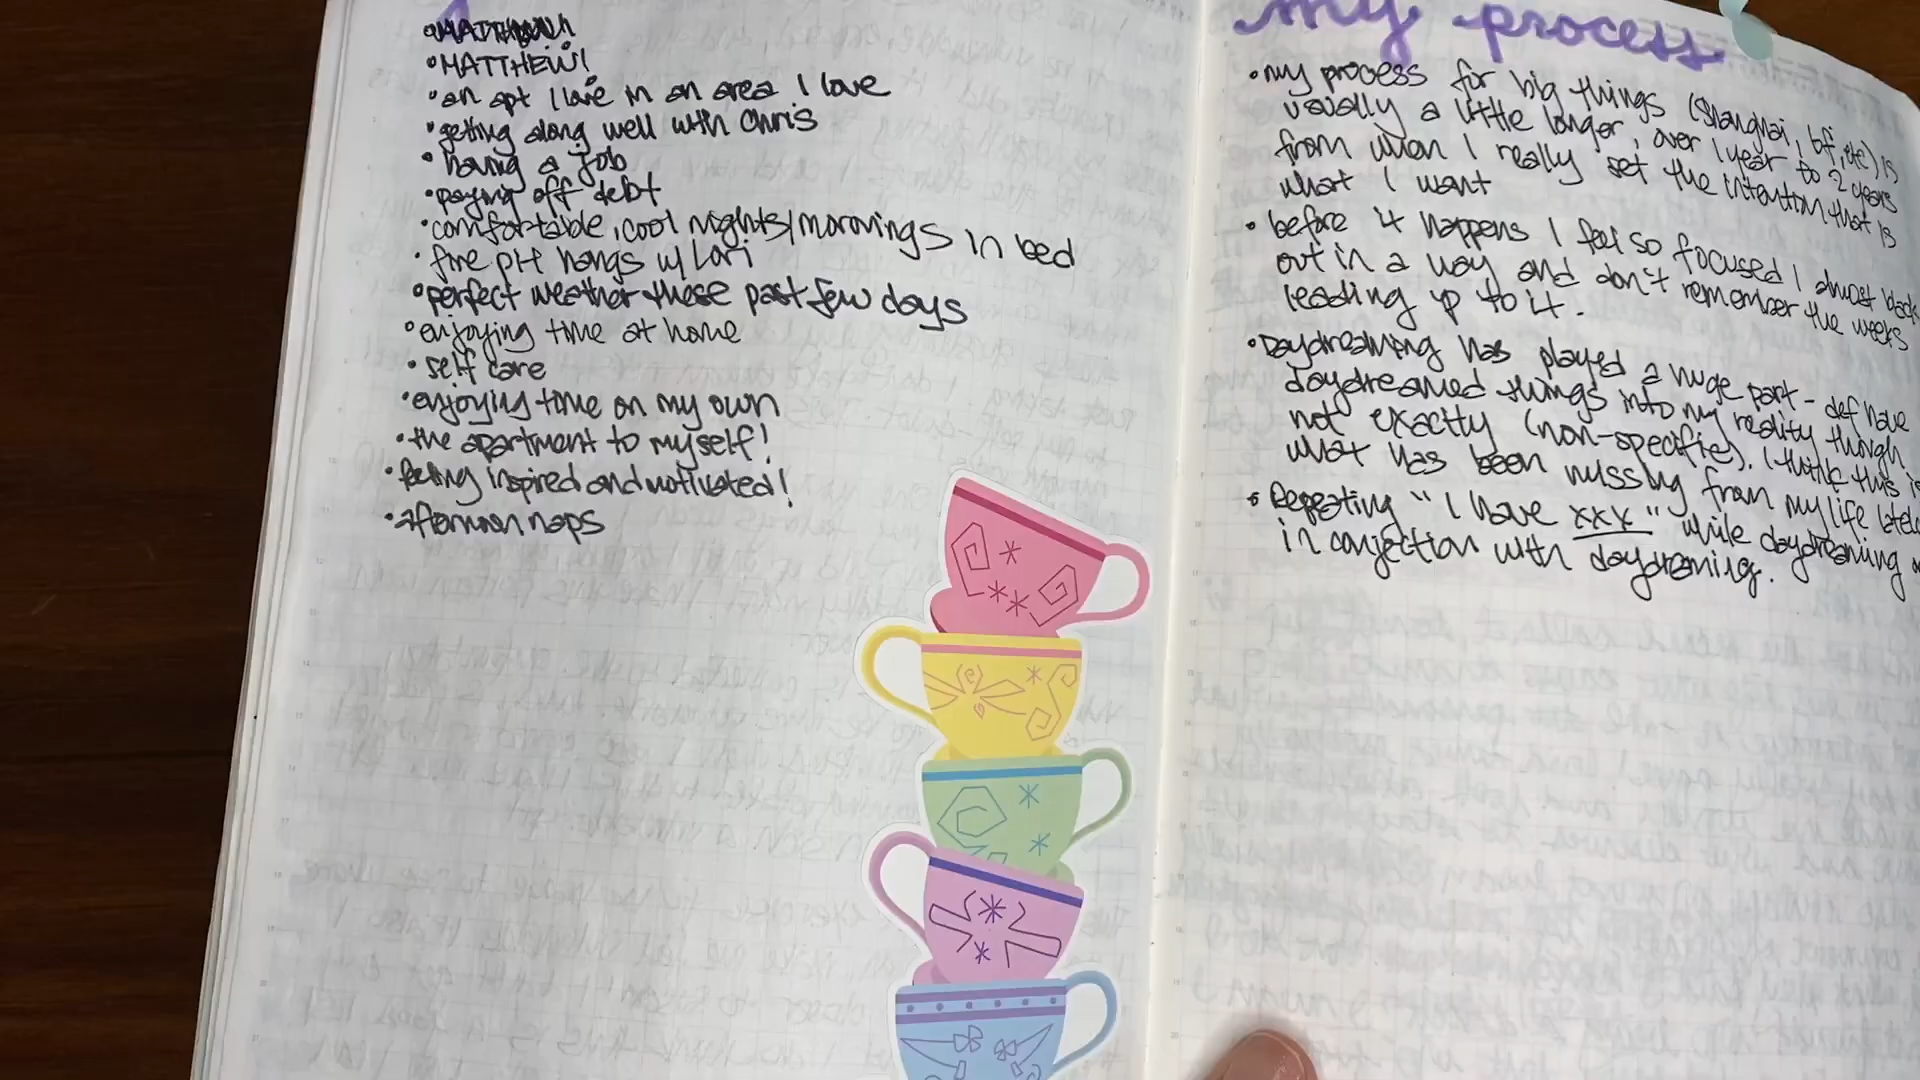 • MATTHEW!
• MATTHEW!
• an apt I love in an area I love
• getting along well with Chris
• having a job
• paying off debt
• comfortable, cool nights/mornings in bed
• fire PH hangs w/ Lori
• perfect weather these past few days
• enjoying time at home
• self care
• enjoying time on my own
• the apartment to myself!
• being inspired and motivated!
• afternoon naps
my process
• my process for big things (Shanghai, bf, etc) is
usually a little longer, over 1 year to 2 years
from when I really set the intention that is
what I want
• before it happens I feel so focused I almost black
out in a way and don't remember the weeks
leading up to it.
• Daydreaming has played a huge part - def have
daydreamed things into my reality though
not exactly (non-specific). I think this is
what has been missing from my life lately
• Repeating "I have xxx" while daydreaming
in conjection with daydreaming.